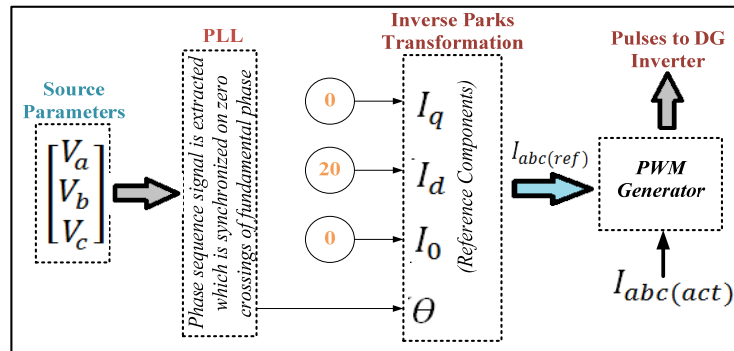 PLL
Inverse Parks
Transformation
Pulses to DG
Inverter
Source
Parameters
V_a
V_b
V_c
Phase sequence signal is extracted
which is synchronized on zero
crossings of fundamental phase
0
20
0
I_q
I_d
I_0
θ
(Reference Components)
I_abc(ref)
PWM
Generator
I_abc(act)